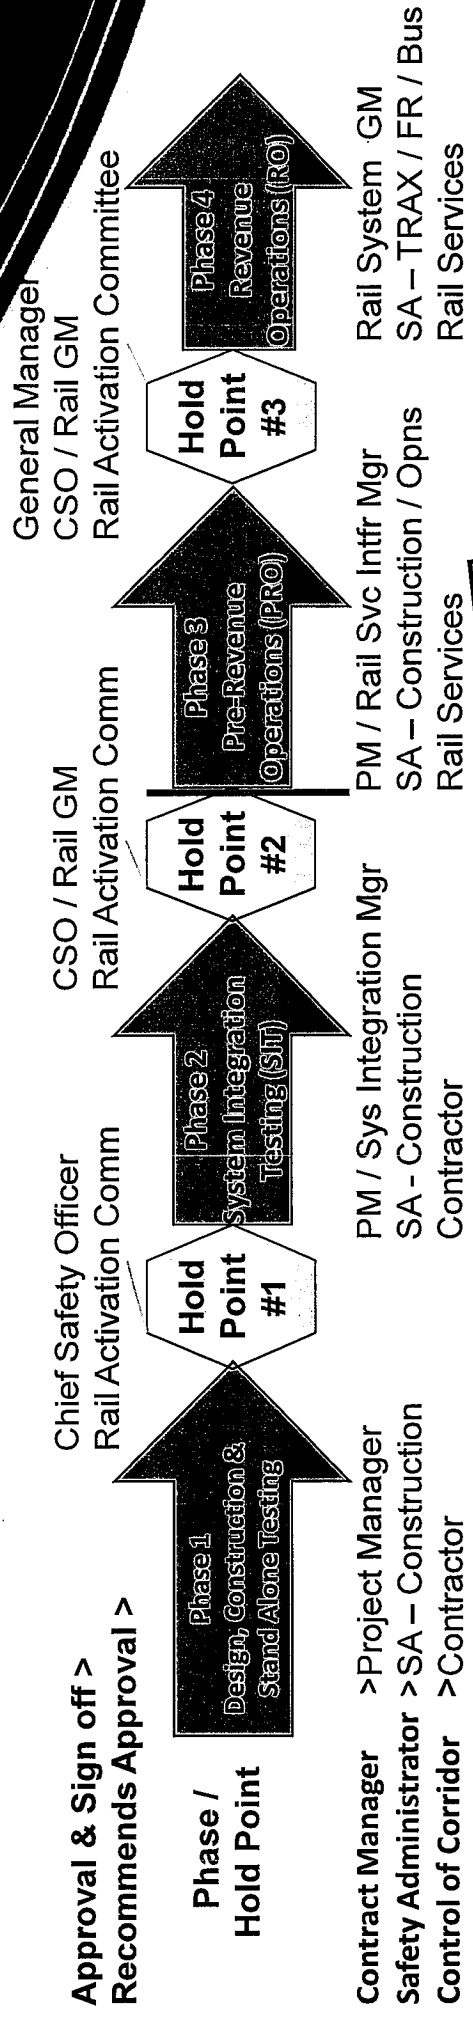 Approval & Sign off >
Recommends Approval >
Chief Safety Officer
Rail Activation Comm
CSO / Rail GM
Rail Activation Comm
General Manager
CSO / Rail GM
Rail Activation Committee
Phase /
Hold Point
Phase 1
Design, Construction &
Stand Alone Testing
Hold
Point
#1
Phase 2
System Integration
Testing (SIT)
Hold
Point
#2
Phase 3
Pre-Revenue
Operations (PRO)
Hold
Point
#3
Phase 4
Revenue
Operations (RO)
Contract Manager >Project Manager
Safety Administrator >SA – Construction
Control of Corridor >Contractor
PM / Sys Integration Mgr
SA - Construction
Contractor
PM / Rail Svc Intfr Mgr
SA – Construction / Opns
Rail Services
Rail System GM
SA – TRAX / FR / Bus
Rail Services